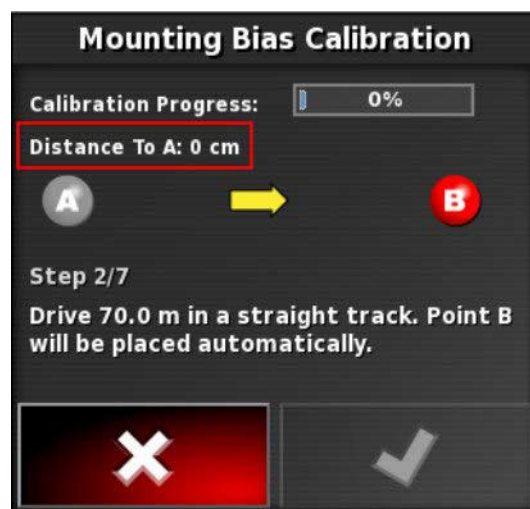 Mounting Bias Calibration
Calibration Progress: 0%
Distance To A: 0 cm
A B
Step 2/7
Drive 70.0 m in a straight track. Point B
will be placed automatically.